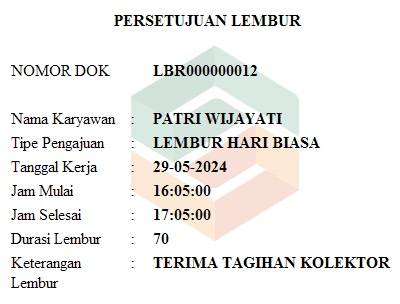 PERSETUJUAN LEMBUR
NOMOR DOK LBR000000012
Nama Karyawan : PATRI WIJAYATI
Tipe Pengajuan : LEMBUR HARI BIASA
Tanggal Kerja : 29-05-2024
Jam Mulai : 16:05:00
Jam Selesai : 17:05:00
Durasi Lembur : 70
Keterangan : TERIMA TAGIHAN KOLEKTOR
Lembur